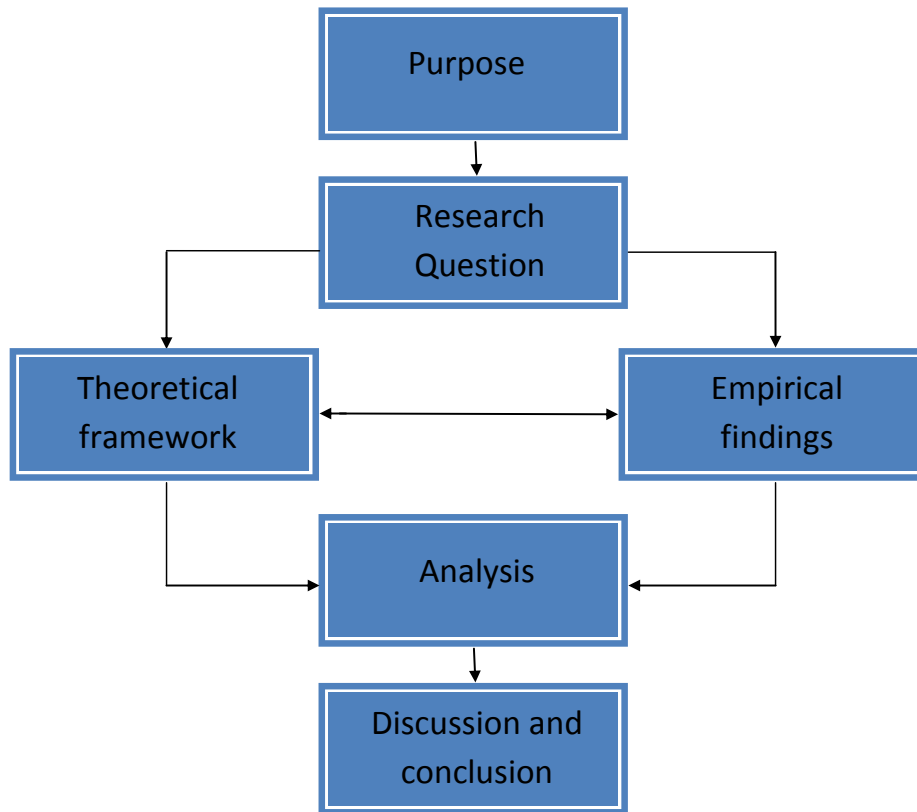 Purpose
Research
Question
Theoretical
framework
Empirical
findings
Analysis
Discussion and
conclusion